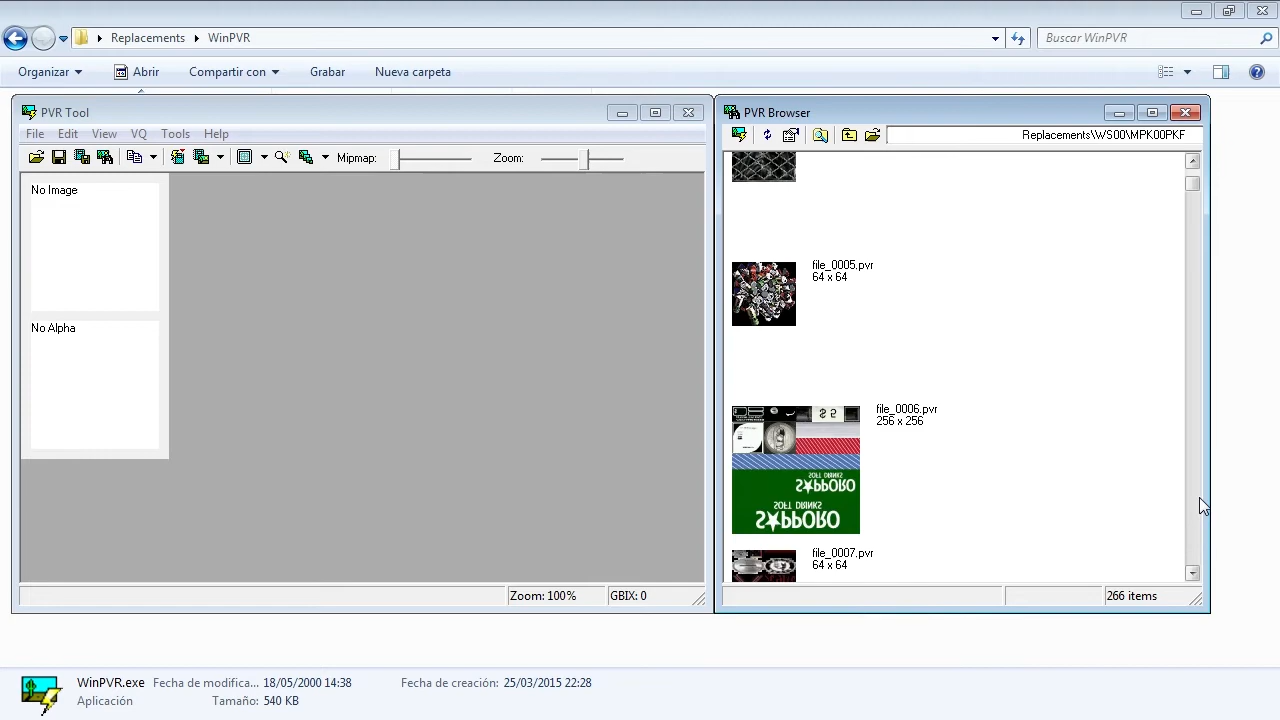 Replacements WinPVR
Buscar WinPVR
Organizar Abrir Compartir con Grabar Nueva carpeta
PVR Tool
File Edit View VQ Tools Help
Mipmap: Zoom:
No Image
No Alpha
Zoom: 100% GBIX: 0
PVR Browser
Replacements\WS00\MPK00PKF
file_0005.pvr
64 x 64
file_0006.pvr
256 x 256
SOFT DRINKS
SAPPORO
SOFT DRINKS
SAPPORO
file_0007.pvr
64 x 64
266 items
WinPVR.exe Fecha de modifica... 18/05/2000 14:38 Fecha de creación: 25/03/2015 22:28
Aplicación Tamaño: 540 KB